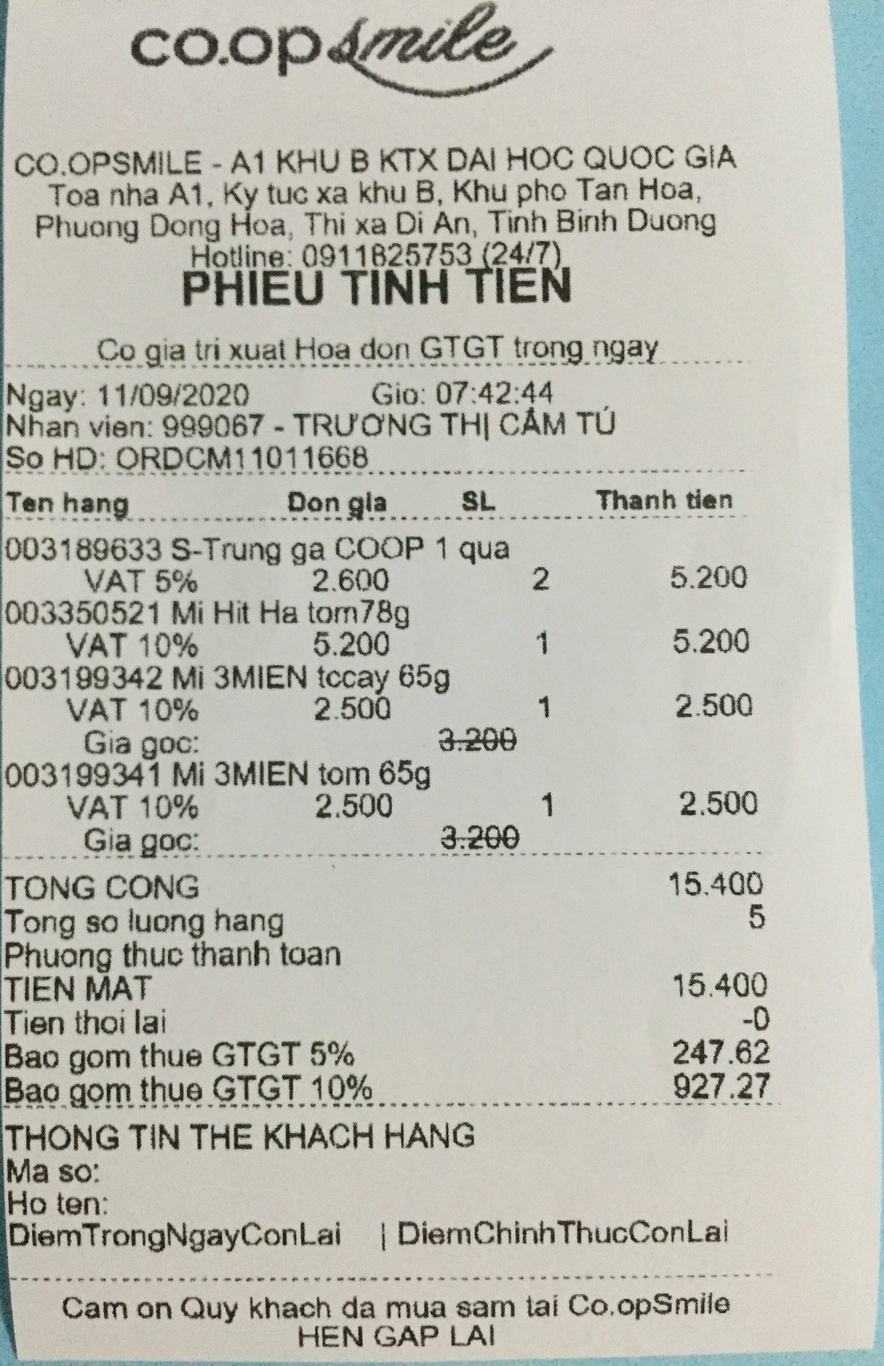 co.opsmile
CO.OPSMILE - A1 KHU B KTX DAI HOC QUOC GIA
Toa nha A1, Ky tuc xa khu B, Khu pho Tan Hoa,
Phuong Dong Hoa, Thi xa Di An, Tinh Binh Duong
Hotline: 0911825753 (24/7)
PHIEU TINH TIEN
Co gia tri xuat Hoa don GTGT trong ngay
Ngay: 11/09/2020 Gio: 07:42:44
Nhan vien: 999067 - TRƯƠNG THỊ CẨM TÚ
So HD: ORDCM11011668
Ten hang Don gia SL Thanh tien
003189633 S-Trung ga COOP 1 qua
VAT 5% 2.600 2 5.200
003350521 Mi Hit Ha tom78g
VAT 10% 5.200 1 5.200
003199342 Mi 3MIEN tccay 65g
VAT 10% 2.500 1 2.500
Gia goc: 3.200
003199341 Mi 3MIEN tom 65g
VAT 10% 2.500 1 2.500
Gia goc: 3.200
TONG CONG 15.400
Tong so luong hang 5
Phuong thuc thanh toan
TIEN MAT 15.400
Tien thoi lai -0
Bao gom thue GTGT 5% 247.62
Bao gom thue GTGT 10% 927.27
THONG TIN THE KHACH HANG
Ma so:
Ho ten:
DiemTrongNgayConLai | DiemChinhThucConLai
Cam on Quy khach da mua sam tai Co.opSmile
HEN GAP LAI